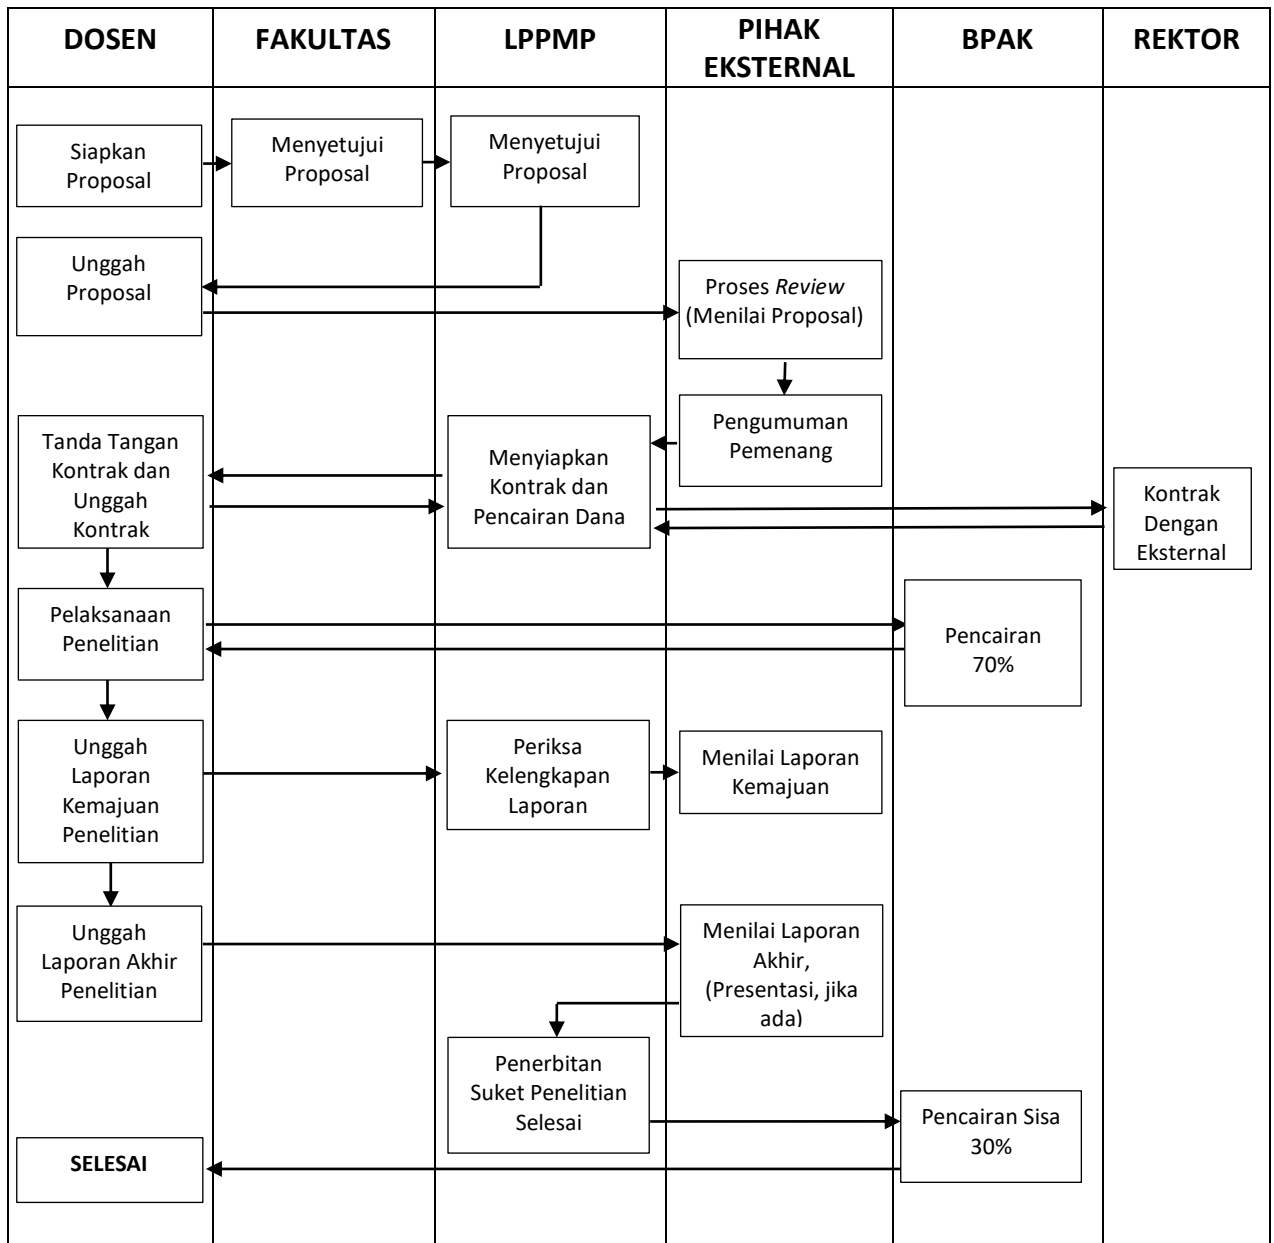 DOSEN
FAKULTAS
LPPMP
PIHAK
EKSTERNAL
BPAK
REKTOR
Siapkan
Proposal
Menyetujui
Proposal
Menyetujui
Proposal
Unggah
Proposal
Proses Review
(Menilai Proposal)
Pengumuman
Pemenang
Tanda Tangan
Kontrak dan
Unggah
Kontrak
Menyiapkan
Kontrak dan
Pencairan Dana
Kontrak
Dengan
Eksternal
Pelaksanaan
Penelitian
Pencairan
70%
Unggah
Laporan
Kemajuan
Penelitian
Periksa
Kelengkapan
Laporan
Menilai Laporan
Kemajuan
Unggah
Laporan Akhir
Penelitian
Menilai Laporan
Akhir,
(Presentasi, jika
ada)
Penerbitan
Suket Penelitian
Selesai
Pencairan Sisa
30%
SELESAI